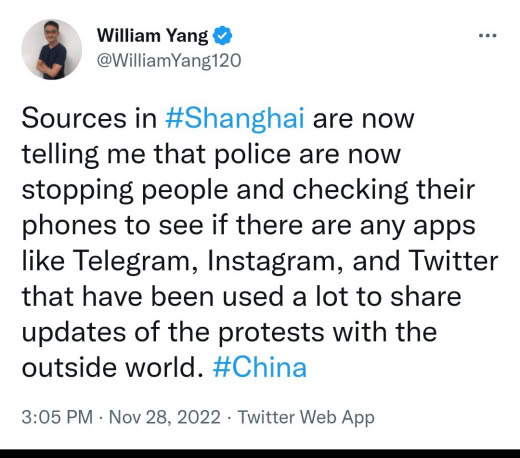 William Yang
@WilliamYang120
Sources in #Shanghai are now
telling me that police are now
stopping people and checking their
phones to see if there are any apps
like Telegram, Instagram, and Twitter
that have been used a lot to share
updates of the protests with the
outside world. #China
3:05 PM · Nov 28, 2022 · Twitter Web App